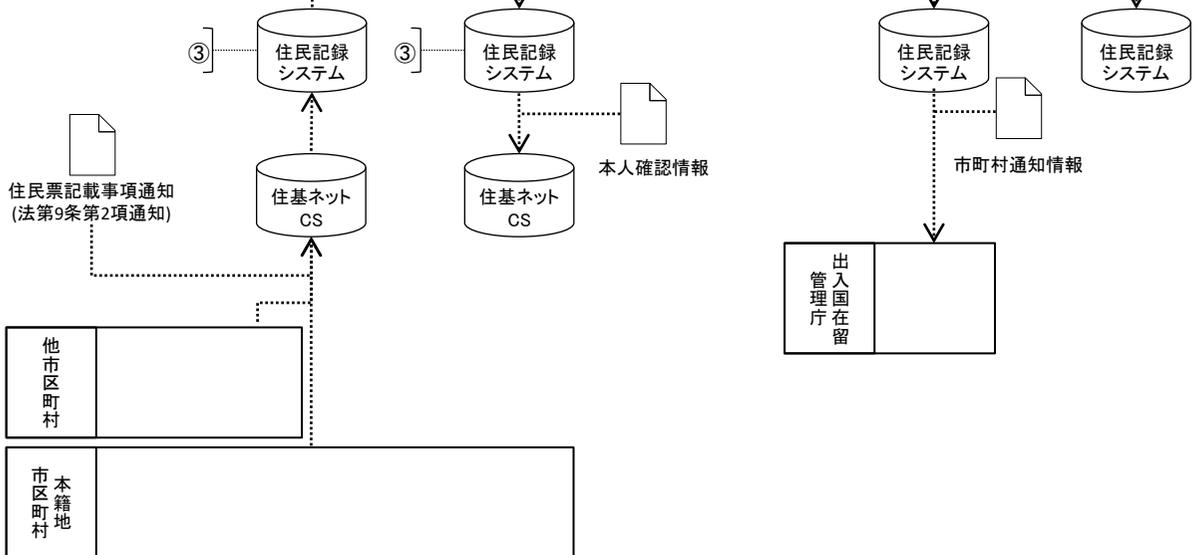 ③
住民記録
システム
③
住民記録
システム
住民記録
システム
住民記録
システム
住民票記載事項通知
(法第9条第2項通知)
住基ネット
CS
住基ネット
CS
本人確認情報
市町村通知情報
出入国在留
管理庁
他市区町村
本籍地
市区町村